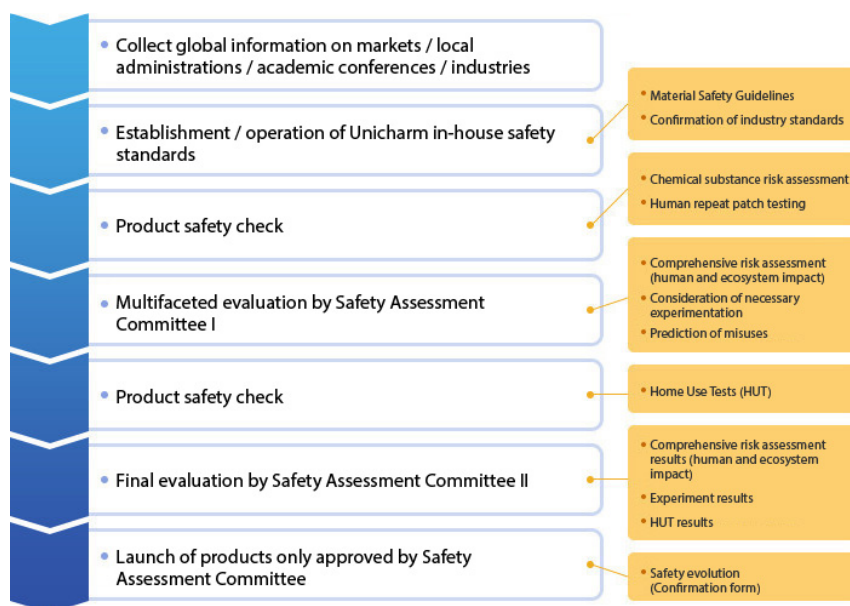 • Collect global information on markets / local
administrations / academic conferences / industries
• Establishment / operation of Unicharm in-house safety
standards
• Material Safety Guidelines
• Confirmation of industry standards
• Product safety check
• Chemical substance risk assessment
• Human repeat patch testing
• Multifaceted evaluation by Safety Assessment
Committee I
• Comprehensive risk assessment
(human and ecosystem impact)
• Consideration of necessary
experimentation
• Prediction of misuses
• Product safety check
• Home Use Tests (HUT)
• Final evaluation by Safety Assessment Committee II
• Comprehensive risk assessment
results (human and ecosystem
impact)
• Experiment results
• HUT results
• Launch of products only approved by Safety
Assessment Committee
• Safety evolution
(Confirmation form)